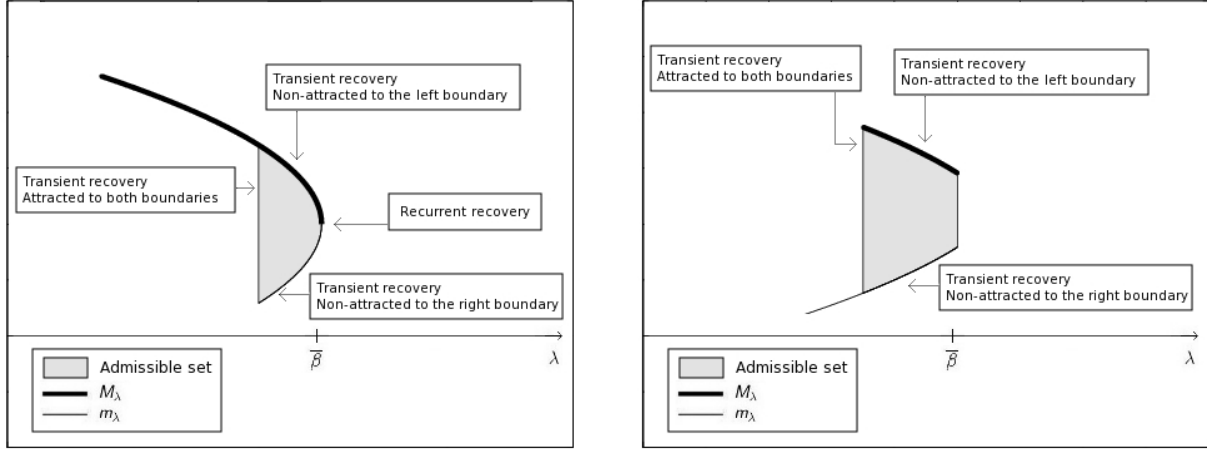 Transient recovery
Non-attracted to the left boundary
Transient recovery
Attracted to both boundaries
Recurrent recovery
Transient recovery
Non-attracted to the right boundary
β̅
λ
Admissible set
M_λ
m_λ
Transient recovery
Attracted to both boundaries
Transient recovery
Non-attracted to the left boundary
Transient recovery
Non-attracted to the right boundary
β̅
λ
Admissible set
M_λ
m_λ